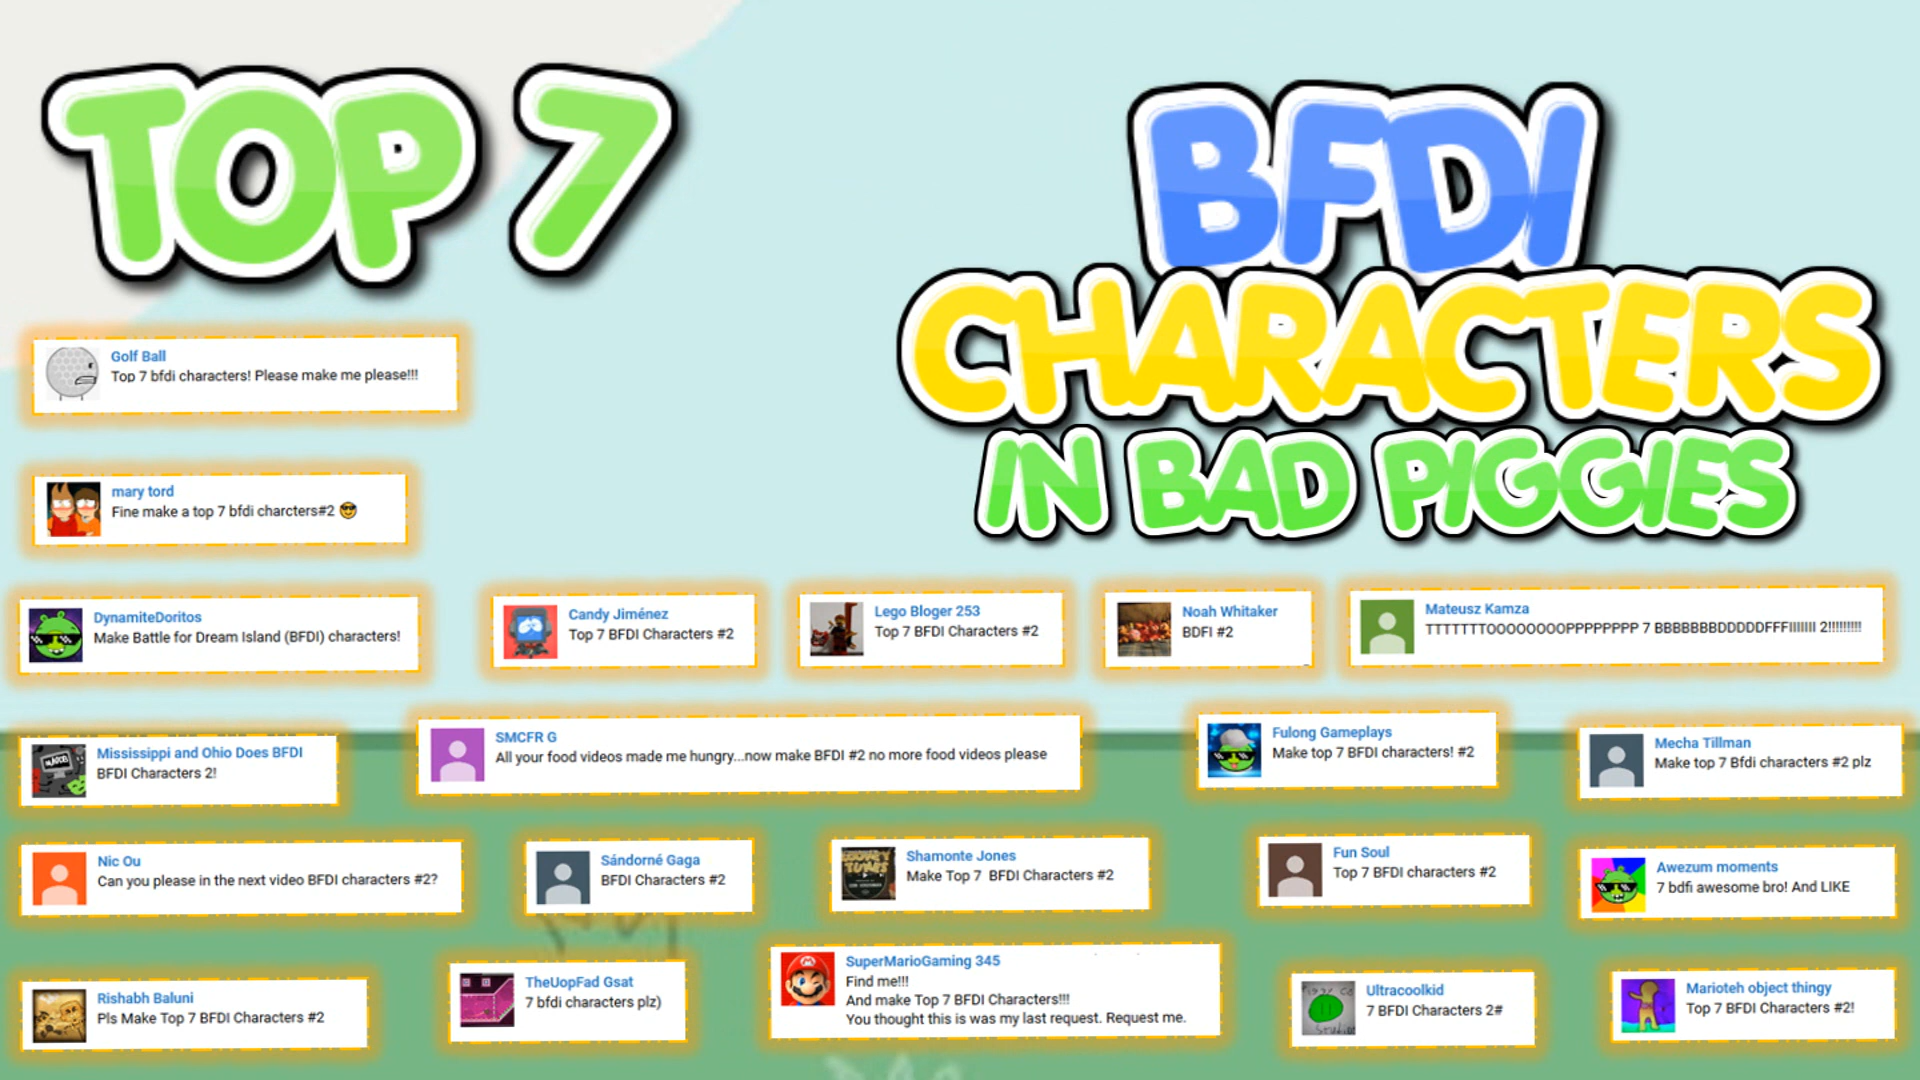 TOP 7
BFDI
CHARACTERS
IN BAD PIGGIES
Golf Ball
Top 7 bfdi characters! Please make me please!!!
mary tord
Fine make a top 7 bfdi charcters#2 😎
DynamiteDoritos
Make Battle for Dream Island (BFDI) characters!
Candy Jiménez
Top 7 BFDI Characters #2
Lego Bloger 253
Top 7 BFDI Characters #2
Noah Whitaker
BDFI #2
Mateusz Kamza
TTTTTTTOOOOOOOOPPPPPPPP 7 BBBBBBBDDDDDFFFIIIIIII 2!!!!!!!!!
Mississippi and Ohio Does BFDI
BFDI Characters 2!
SMCFR G
All your food videos made me hungry...now make BFDI #2 no more food videos please
Fulong Gameplays
Make top 7 BFDI characters! #2
Mecha Tillman
Make top 7 Bfdi characters #2 plz
Nic Ou
Can you please in the next video BFDI characters #2?
Sándorné Gaga
BFDI Characters #2
Shamonte Jones
Make Top 7 BFDI Characters #2
Fun Soul
Top 7 BFDI characters #2
Awezum moments
7 bdfi awesome bro! And LIKE
Rishabh Baluni
Pls Make Top 7 BFDI Characters #2
TheUopFad Gsat
7 bfdi characters plz)
SuperMarioGaming 345
Find me!!!
And make Top 7 BFDI Characters!!!
You thought this is was my last request. Request me.
Ultracoolkid
7 BFDI Characters 2#
Marioteh object thingy
Top 7 BFDI Characters #2!